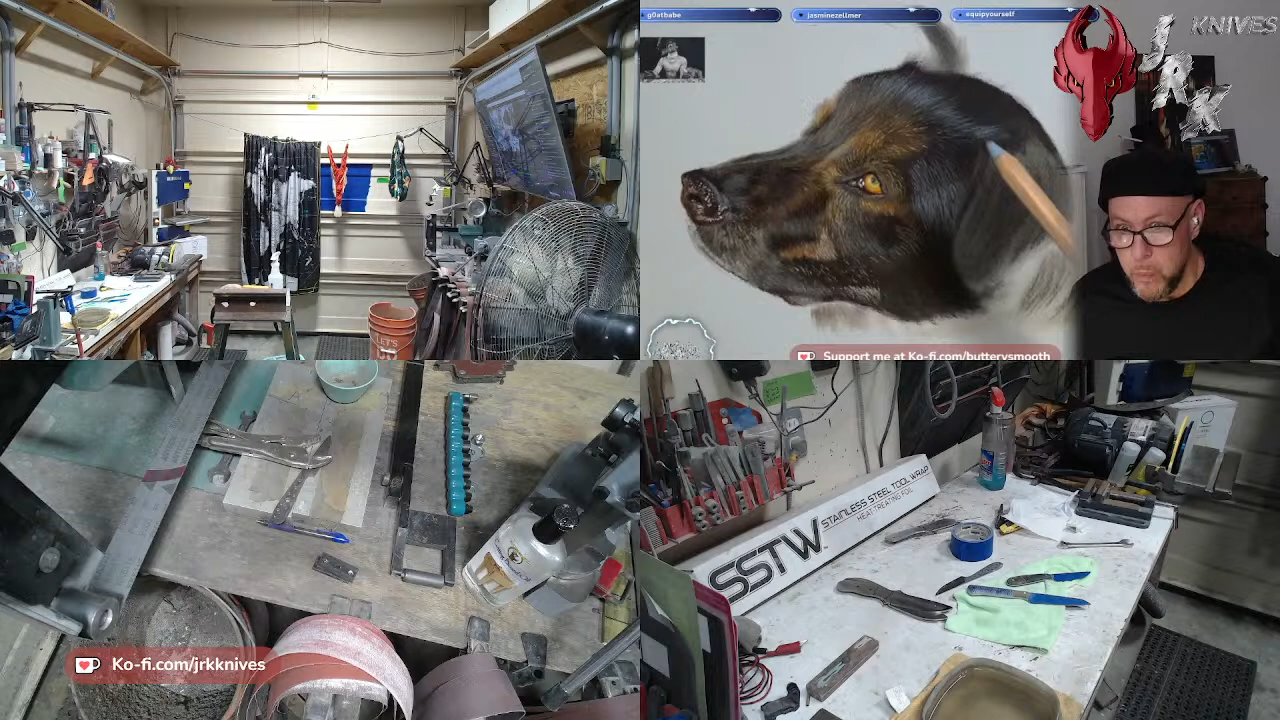 g0atbabe
jasminezellmer
equipyourself
JRK KNIVES
Support me at Ko-fi.com/butterysmooth
Ko-fi.com/jrkknives
SSTW
STAINLESS STEEL TOOL WRAP
HEAT TREATING FOIL